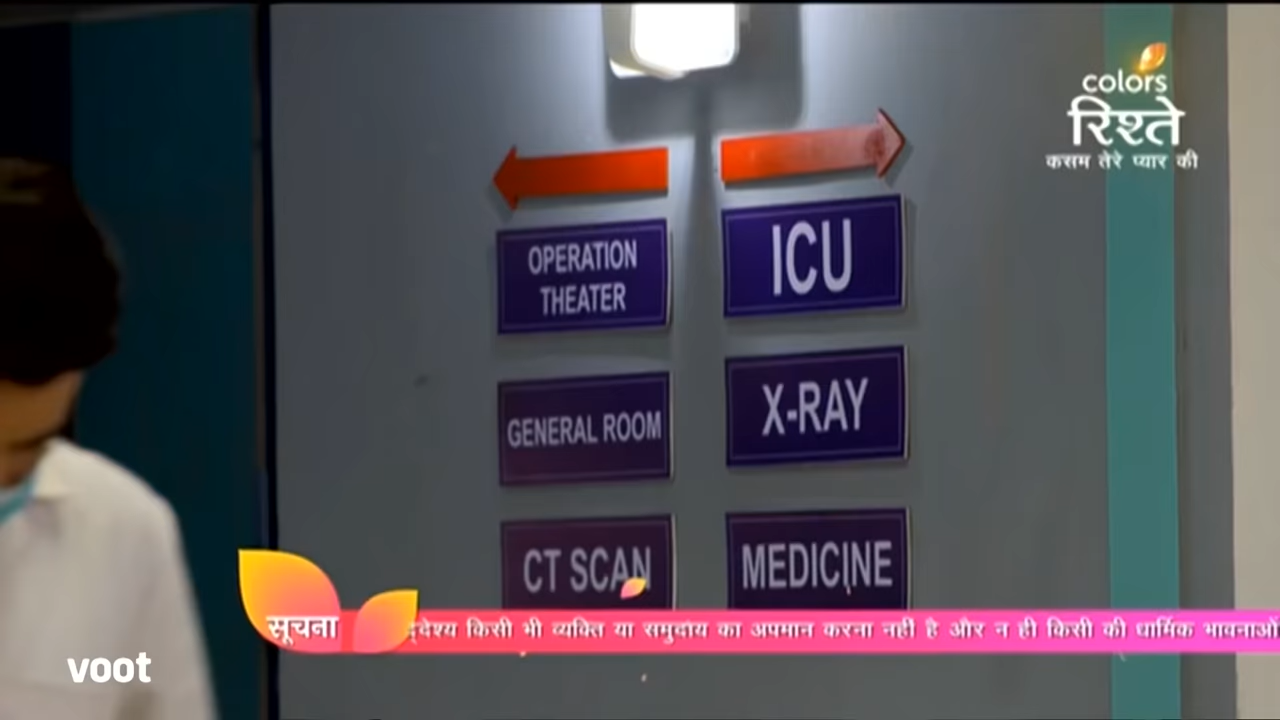 colors
रिश्ते
कसम तेरे प्यार की
OPERATION
THEATER
ICU
GENERAL ROOM
X-RAY
CT SCAN
MEDICINE
सूचना
किसी भी व्यक्ति या समुदाय का अपमान करना नहीं है और न ही किसी की धार्मिक भावनाओं
voot